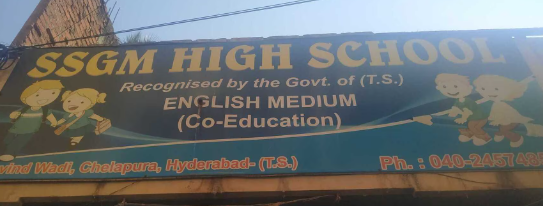 SSGM HIGH SCHOOL
Recognised by the Govt. of (T.S.)
ENGLISH MEDIUM
(Co-Education)
Wadi, Chelapura, Hyderabad- (T.S.) Ph. : 040-